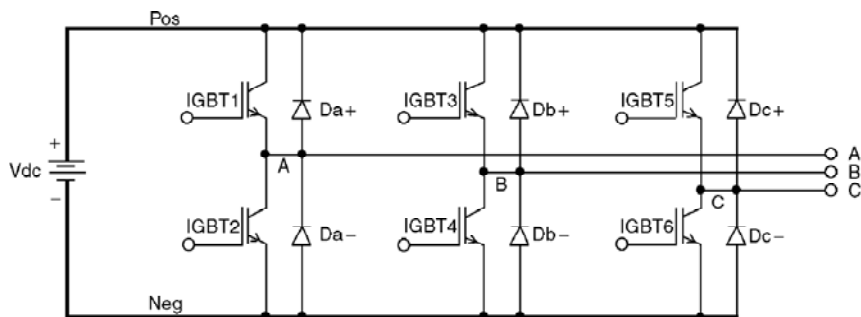 Pos
IGBT1
Da+
IGBT3
Db+
IGBT5
Dc+
+
Vdc
−
A
B
C
A
B
C
IGBT2
Da−
IGBT4
Db−
IGBT6
Dc−
Neg